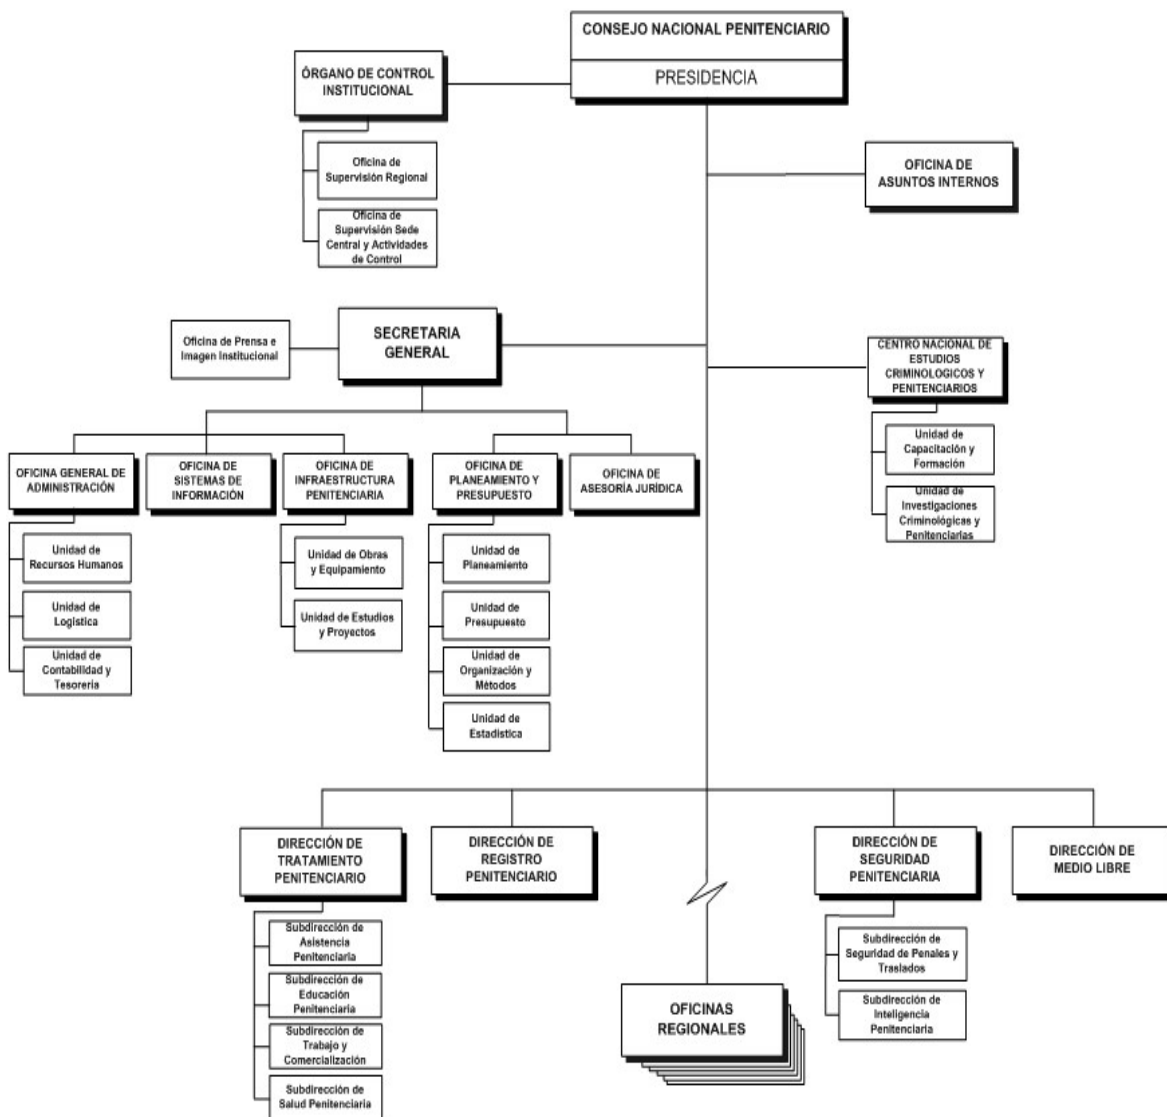 CONSEJO NACIONAL PENITENCIARIO
PRESIDENCIA
ÓRGANO DE CONTROL
INSTITUCIONAL
Oficina de
Supervisión Regional
Oficina de
Supervisión Sede
Central y Actividades
de Control
OFICINA DE
ASUNTOS INTERNOS
SECRETARIA
GENERAL
Oficina de Prensa e
Imagen Institucional
CENTRO NACIONAL DE
ESTUDIOS
CRIMINOLOGICOS Y
PENITENCIARIOS
Unidad de
Capacitación y
Formación
Unidad de
Investigaciones
Criminológicas y
Penitenciarias
OFICINA GENERAL DE
ADMINISTRACIÓN
Unidad de
Recursos Humanos
Unidad de
Logística
Unidad de
Contabilidad y
Tesorería
OFICINA DE
SISTEMAS DE
INFORMACIÓN
OFICINA DE
INFRAESTRUCTURA
PENITENCIARIA
Unidad de Obras
y Equipamiento
Unidad de Estudios
y Proyectos
OFICINA DE
PLANEAMIENTO Y
PRESUPUESTO
Unidad de
Planeamiento
Unidad de
Presupuesto
Unidad de
Organización y
Métodos
Unidad de
Estadística
OFICINA DE
ASESORÍA JURÍDICA
DIRECCIÓN DE
TRATAMIENTO
PENITENCIARIO
Subdirección de
Asistencia
Penitenciaria
Subdirección de
Educación
Penitenciaria
Subdirección de
Trabajo y
Comercialización
Subdirección de
Salud Penitenciaria
DIRECCIÓN DE
REGISTRO
PENITENCIARIO
OFICINAS
REGIONALES
DIRECCIÓN DE
SEGURIDAD
PENITENCIARIA
Subdirección de
Seguridad de Penales y
Traslados
Subdirección de
Inteligencia
Penitenciaria
DIRECCIÓN DE
MEDIO LIBRE